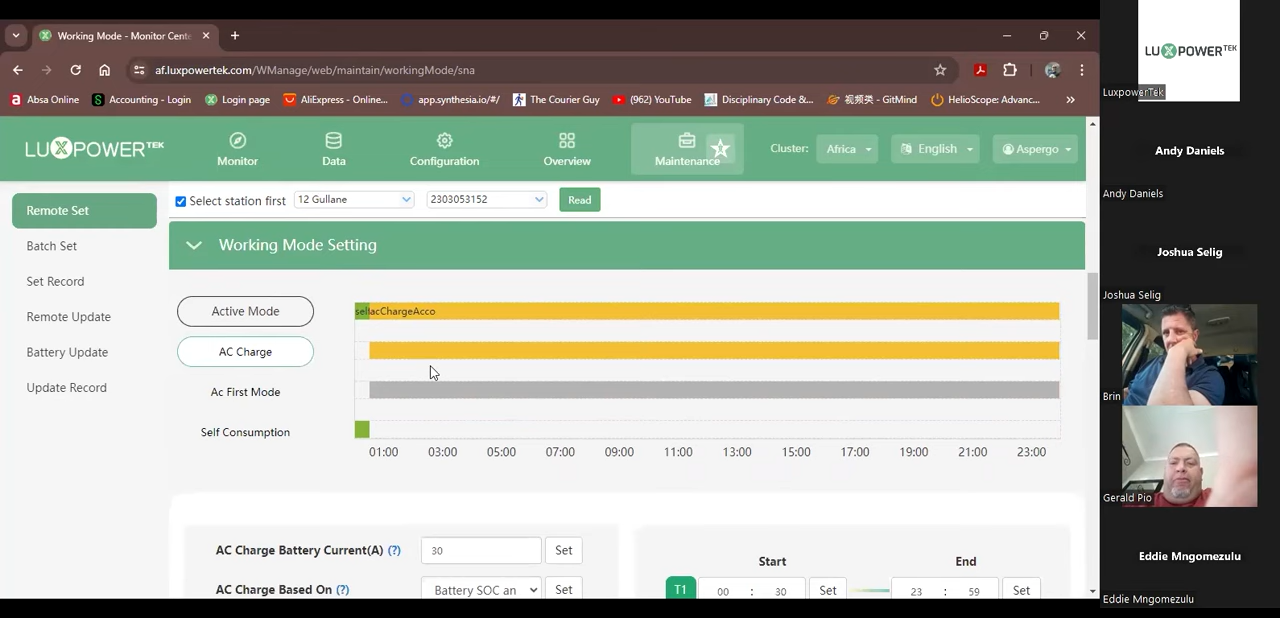 Working Mode - Monitor Cente
af.luxpowertek.com/WManage/web/maintain/workingMode/sna
Absa Online
Accounting - Login
Login page
AliExpress - Online...
app.synthesia.io/#/
The Courier Guy
(962) YouTube
Disciplinary Code &...
视频类 - GitMind
HelioScope: Advanc...
LUXPOWERTEK
Monitor
Data
Configuration
Overview
Maintenance
Cluster:
Africa
English
Aspergo
Remote Set
Batch Set
Set Record
Remote Update
Battery Update
Update Record
Select station first
12 Gullane
2303053152
Read
Working Mode Setting
Active Mode
sellacChargeAcco
AC Charge
Ac First Mode
Self Consumption
01:00 03:00 05:00 07:00 09:00 11:00 13:00 15:00 17:00 19:00 21:00 23:00
AC Charge Battery Current(A) (?)
30
Set
AC Charge Based On (?)
Battery SOC an
Set
Start
End
T1
00 : 30
Set
23 : 59
Set
LUXPOWERTEK
LuxpowerTek
Andy Daniels
Andy Daniels
Joshua Selig
Joshua Selig
Brin
Gerald Pio
Eddie Mngomezulu
Eddie Mngomezulu